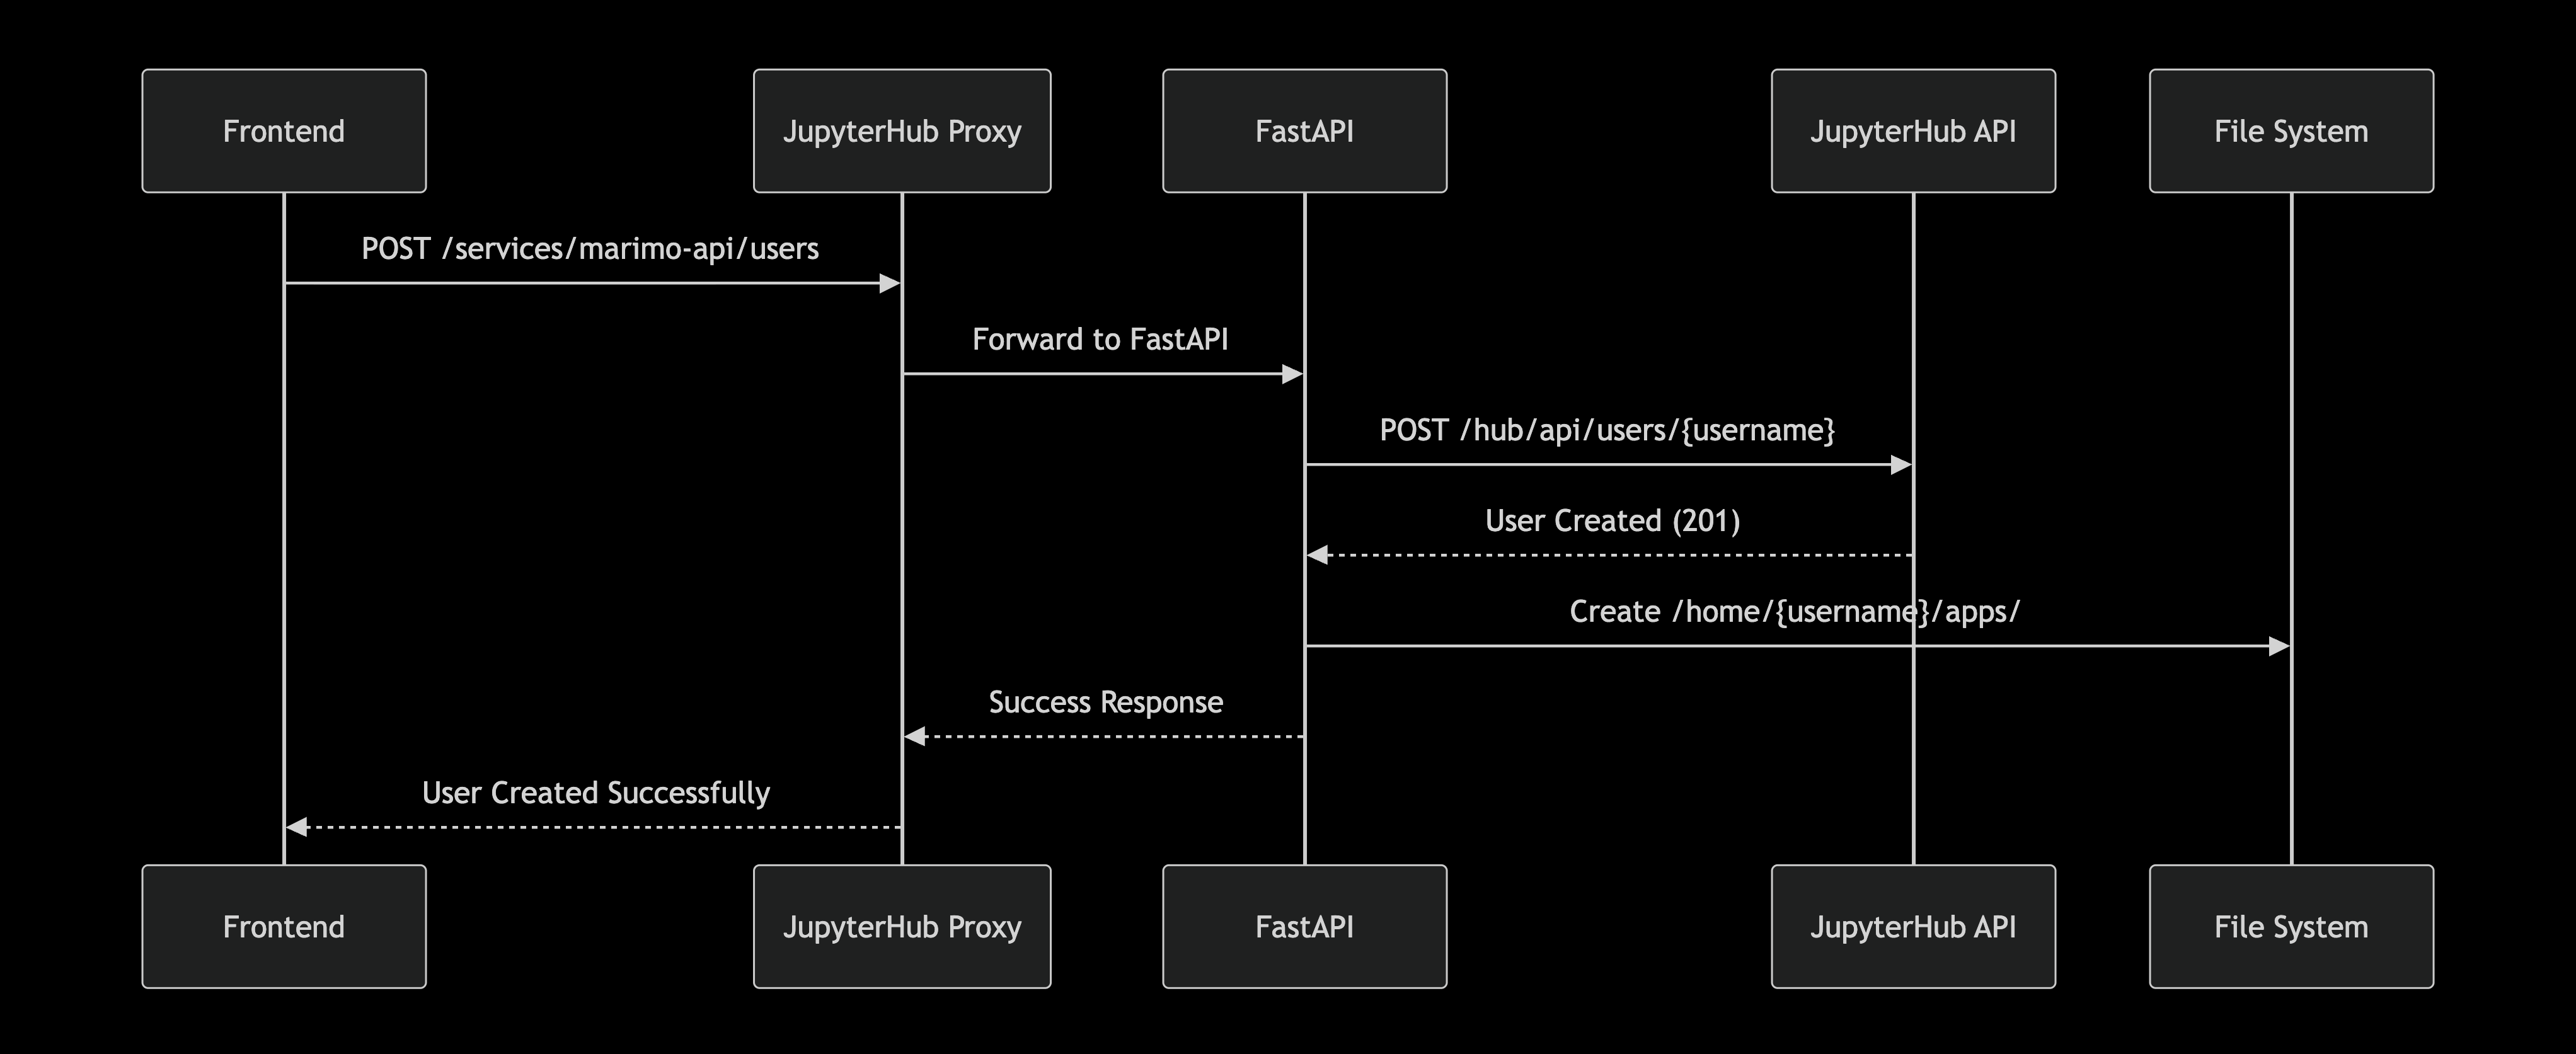 Frontend
JupyterHub Proxy
FastAPI
JupyterHub API
File System
POST /services/marimo-api/users
Forward to FastAPI
POST /hub/api/users/{username}
User Created (201)
Create /home/{username}/apps/
Success Response
User Created Successfully
Frontend
JupyterHub Proxy
FastAPI
JupyterHub API
File System